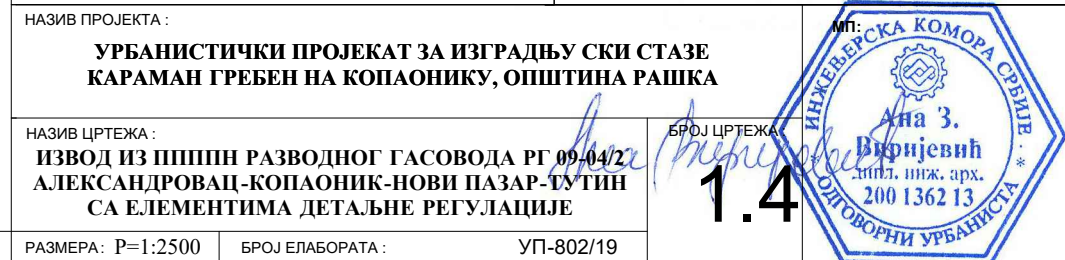 НАЗИВ ПРОЈЕКТА :
УРБАНИСТИЧКИ ПРОЈЕКАТ ЗА ИЗГРАДЊУ СКИ СТАЗЕ
КАРАМАН ГРЕБЕН НА КОПАОНИКУ, ОПШТИНА РАШКА
НАЗИВ ЦРТЕЖА :
ИЗВОД ИЗ ПППНН РАЗВОДНОГ ГАСОВОДА РГ 09-04/2
АЛЕКСАНДРОВАЦ-КОПАОНИК-НОВИ ПАЗАР-ТУТИН
СА ЕЛЕМЕНТИМА ДЕТАЉНЕ РЕГУЛАЦИЈЕ
БРОЈ ЦРТЕЖА
1.4
РАЗМЕРА: Р=1:2500
БРОЈ ЕЛАБОРАТА :
УП-802/19
МП:
ИНЖЕЊЕРСКА КОМОРА СРБИЈЕ
Ана З.
дипл. инж. арх.
200 1362 13
* ОДГОВОРНИ УРБАНИСТА *